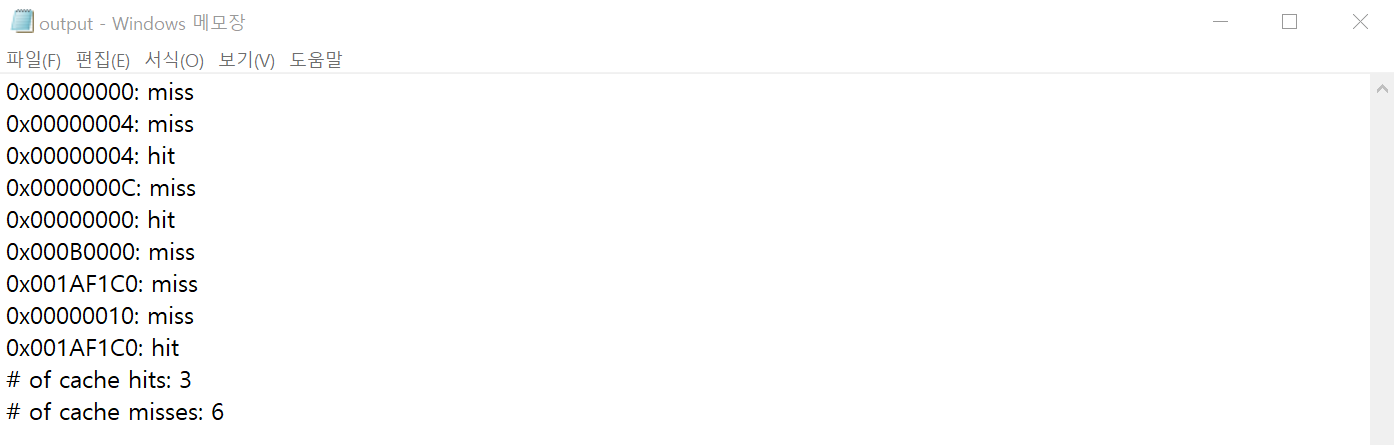 output - Windows 메모장
파일(F) 편집(E) 서식(O) 보기(V) 도움말
0x00000000: miss
0x00000004: miss
0x00000004: hit
0x0000000C: miss
0x00000000: hit
0x000B0000: miss
0x001AF1C0: miss
0x00000010: miss
0x001AF1C0: hit
# of cache hits: 3
# of cache misses: 6